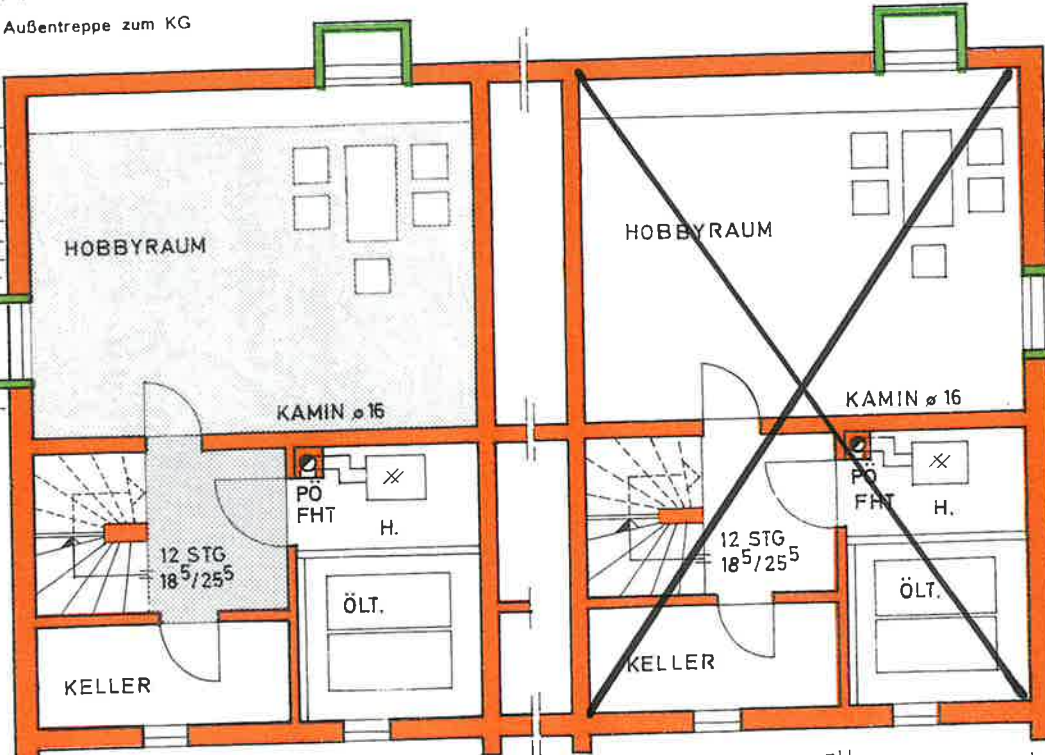 Außentreppe zum KG
HOBBYRAUM
KAMIN ⌀ 16
PÖ
FHT
H.
12 STG
18⁵/25⁵
ÖLT.
KELLER
HOBBYRAUM
KAMIN ⌀ 16
PÖ
FHT
H.
12 STG
18⁵/25⁵
ÖLT.
KELLER